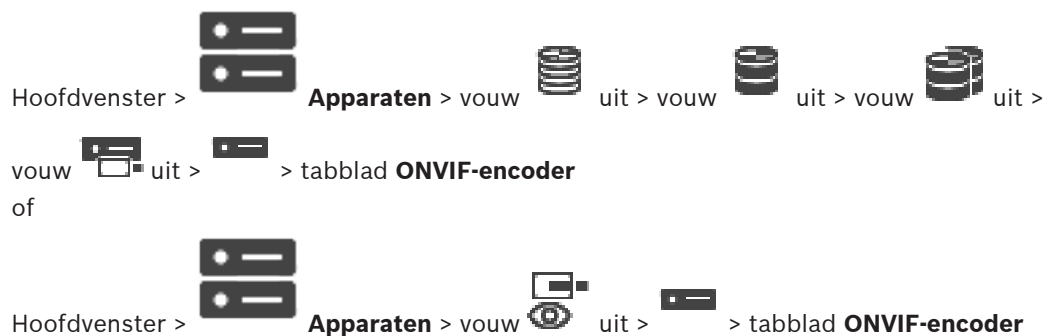 Hoofdvenster > Apparaten > vouw uit > vouw uit > vouw uit >
vouw uit > > tabblad ONVIF-encoder
of
Hoofdvenster > Apparaten > vouw uit > > tabblad ONVIF-encoder